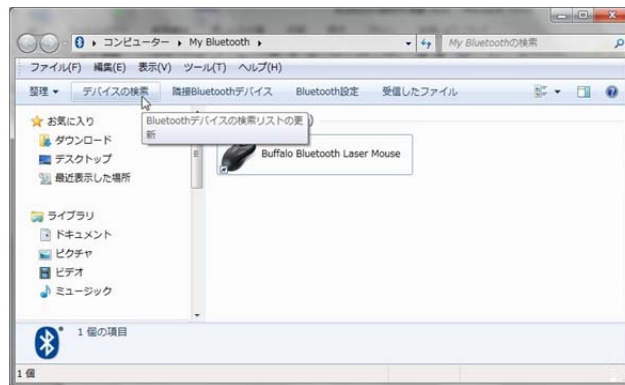 コンピューター ▸ My Bluetooth ▸
My Bluetoothの検索
ファイル(F) 編集(E) 表示(V) ツール(T) ヘルプ(H)
整理 デバイスの検索 隣接Bluetoothデバイス Bluetooth設定 受信したファイル
お気に入り
ダウンロード
デスクトップ
最近表示した場所
Bluetoothデバイスの検索リストの更
新
Buffalo Bluetooth Laser Mouse
ライブラリ
ドキュメント
ピクチャ
ビデオ
ミュージック
1 個の項目
1 個